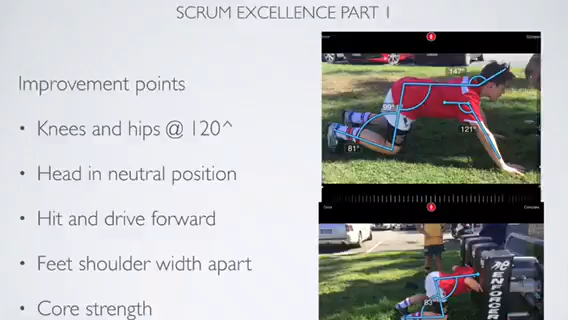 SCRUM EXCELLENCE PART 1
Improvement points
• Knees and hips @ 120^
• Head in neutral position
• Hit and drive forward
• Feet shoulder width apart
• Core strength
147°
99°
121°
81°
83
ENFORCER